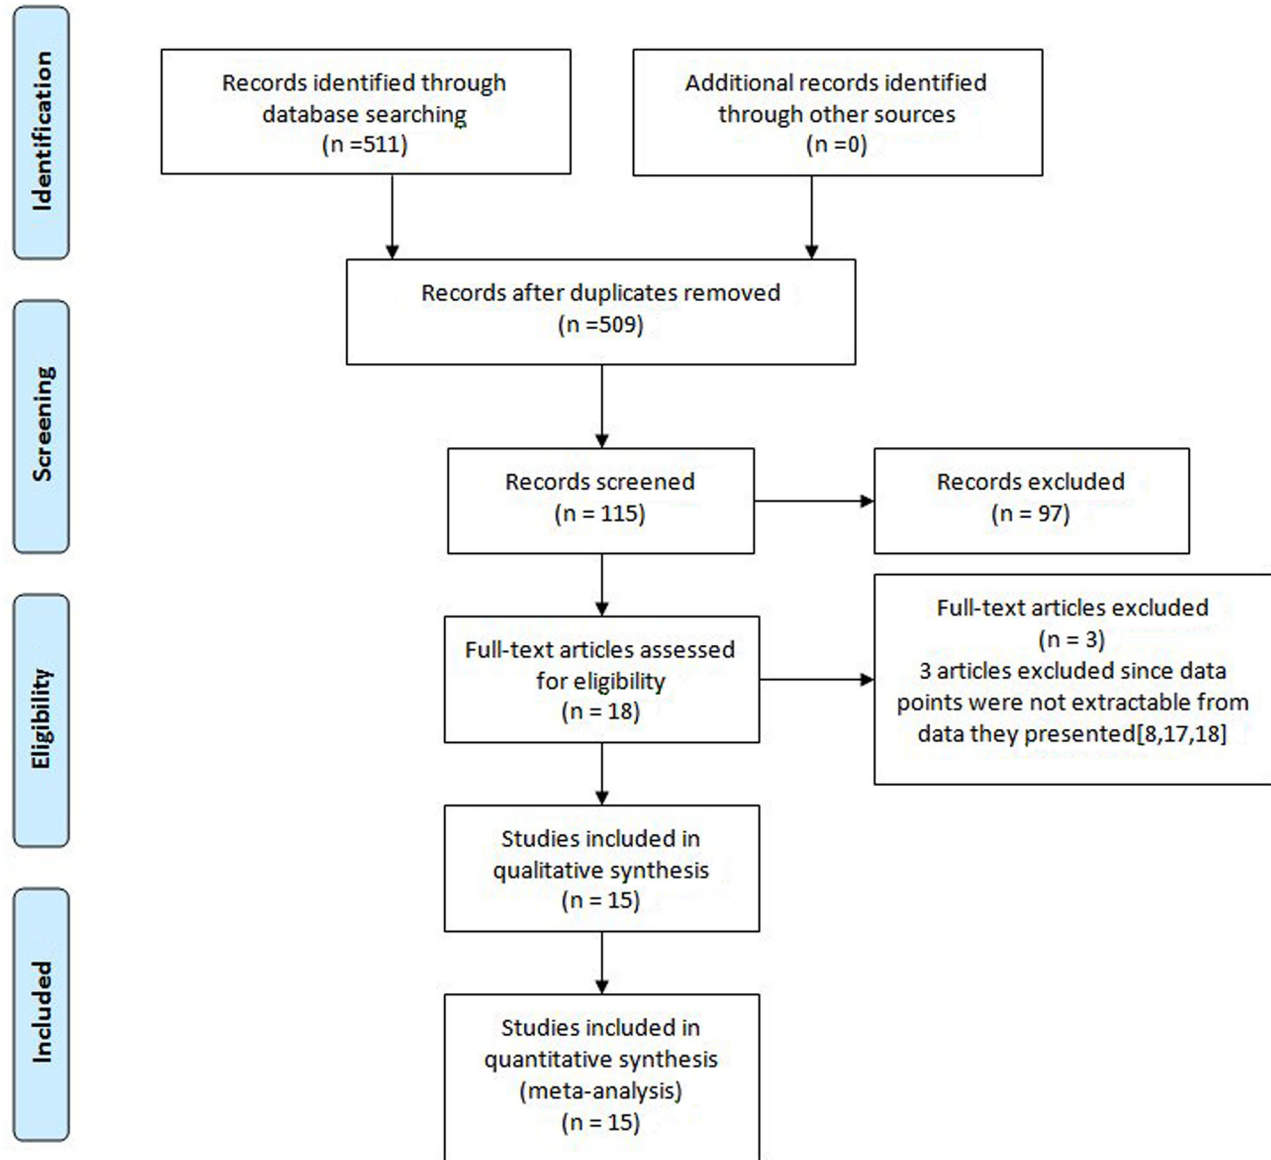 Identification
Records identified through
database searching
(n =511)
Additional records identified
through other sources
(n =0)
Records after duplicates removed
(n =509)
Screening
Records screened
(n = 115)
Records excluded
(n = 97)
Eligibility
Full-text articles assessed
for eligibility
(n = 18)
Full-text articles excluded
(n = 3)
3 articles excluded since data
points were not extractable from
data they presented[8,17,18]
Studies included in
qualitative synthesis
(n = 15)
Included
Studies included in
quantitative synthesis
(meta-analysis)
(n = 15)